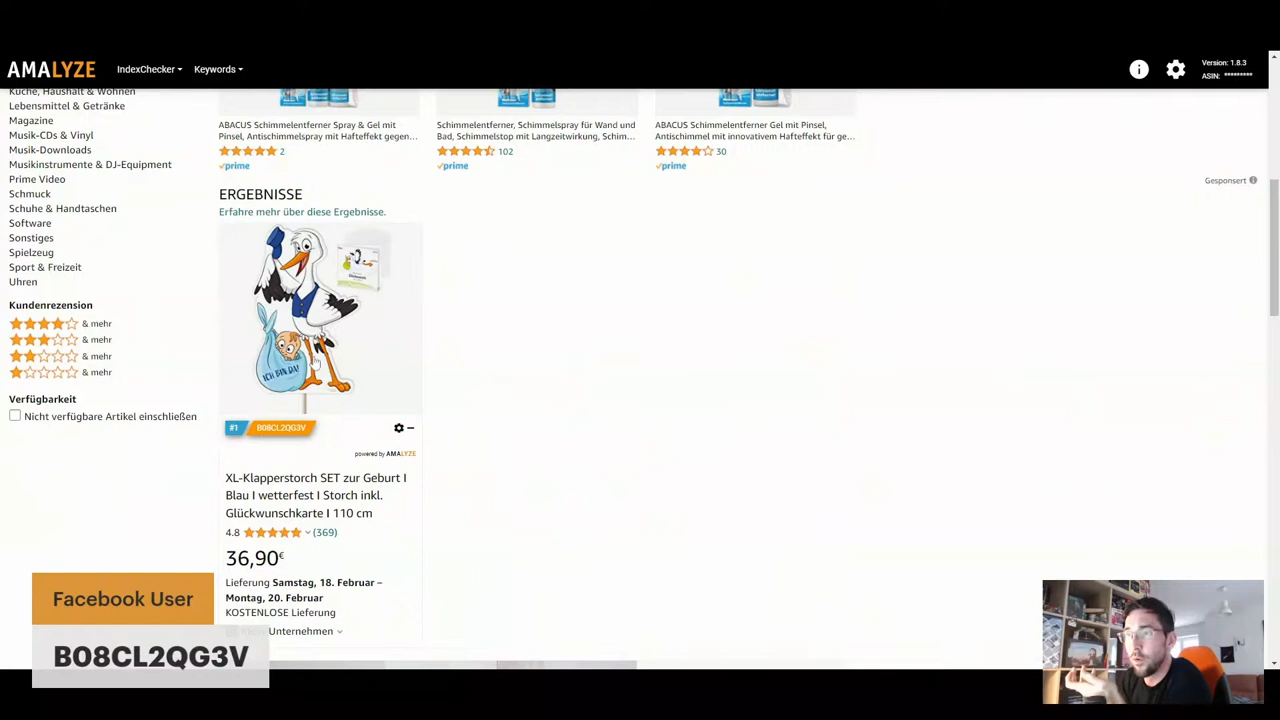 AMALYZE
IndexChecker
Keywords
Version: 1.8.3
ASIN: *********
Küche, Haushalt & Wohnen
Lebensmittel & Getränke
Magazine
Musik-CDs & Vinyl
Musik-Downloads
Musikinstrumente & DJ-Equipment
Prime Video
Schmuck
Schuhe & Handtaschen
Software
Sonstiges
Spielzeug
Sport & Freizeit
Uhren
Kundenrezension
& mehr
& mehr
& mehr
& mehr
Verfügbarkeit
Nicht verfügbare Artikel einschließen
ABACUS Schimmelentferner Spray & Gel mit
Pinsel, Antischimmelspray mit Hafteffekt gegen…
2
prime
Schimmelentferner, Schimmelspray für Wand und
Bad, Schimmelstop mit Langzeitwirkung, Schim…
102
prime
ABACUS Schimmelentferner Gel mit Pinsel,
Antischimmel mit innovativem Hafteffekt für ge…
30
prime
Gesponsert
ERGEBNISSE
Erfahre mehr über diese Ergebnisse.
ICH BIN DA!
#1 B08CL2QG3V
powered by AMALYZE
XL-Klapperstorch SET zur Geburt I
Blau I wetterfest I Storch inkl.
Glückwunschkarte I 110 cm
4.8 (369)
36,90€
Lieferung Samstag, 18. Februar –
Montag, 20. Februar
KOSTENLOSE Lieferung
Unternehmen
Facebook User
B08CL2QG3V